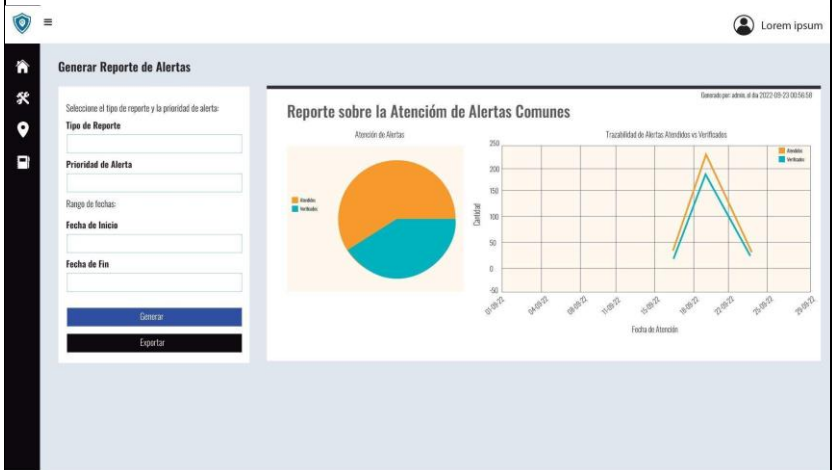 Lorem ipsum
Generar Reporte de Alertas
Seleccione el tipo de reporte y la prioridad de alerta:
Tipo de Reporte
Prioridad de Alerta
Rango de fechas:
Fecha de Inicio
Fecha de Fin
Generar
Exportar
Generado por: admin, el día 2022-09-23 00:56:58
Reporte sobre la Atencióm de Alertas Comunes
Atención de Alertas
Atendidos
Verificados
Trazabilidad de Alertas Atendidos vs Verificados
Atendidos
Verificados
Cantidad
250
200
150
100
50
0
-50
01-09-22
04-09-22
08-09-22
11-09-22
15-09-22
18-09-22
22-09-22
25-09-22
29-09-22
Fecha de Atención